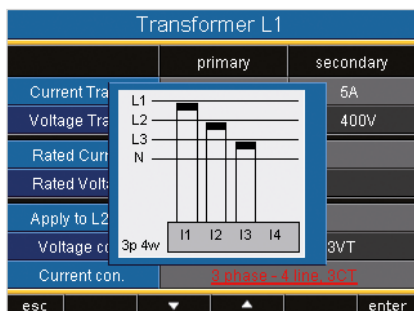 Transformer L1
primary secondary
Current Tra 5A
Voltage Tra 400V
Rated Curr
Rated Volt
Apply to L2
Voltage co 3VT
Current con. 3 phase - 4 line, 3CT
L1
L2
L3
N
3p 4w I1 I2 I3 I4
esc enter